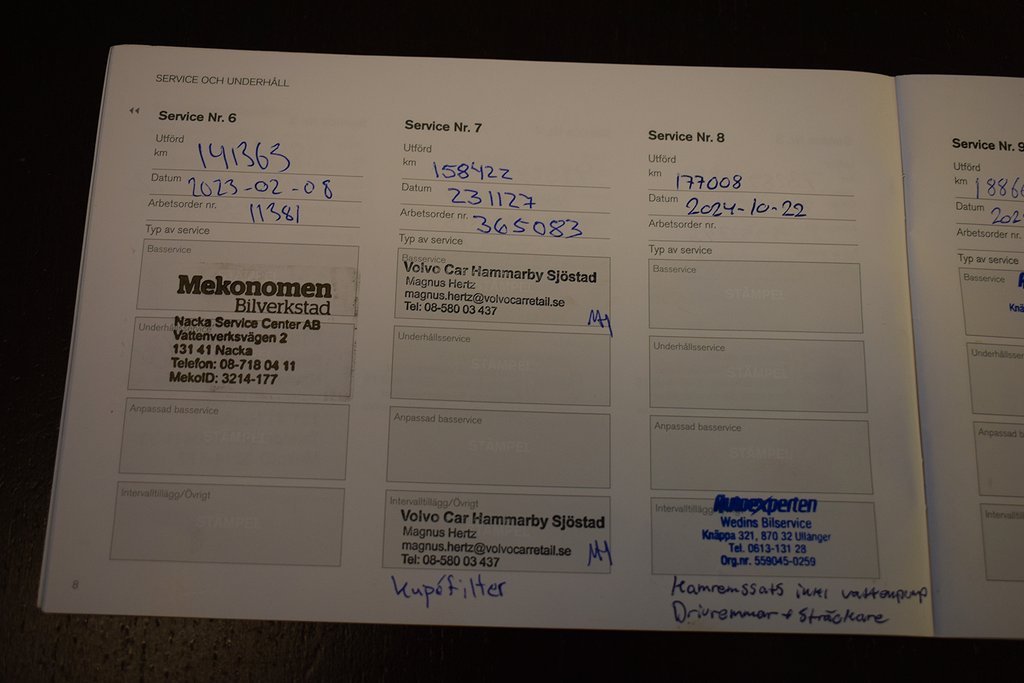 SERVICE OCH UNDERHÅLL
Service Nr. 6
Utförd
km 141363
Datum 2023-02-08
Arbetsorder nr. 11381
Typ av service
Basservice
Mekonomen
Bilverkstad
Nacka Service Center AB
Vattenverksvägen 2
131 41 Nacka
Telefon: 08-718 04 11
MekoID: 3214-177
Anpassad basservice
STÄMPEL
Intervalltillägg/Övrigt
STÄMPEL
8
Service Nr. 7
Utförd
km 158422
Datum 231127
Arbetsorder nr. 365083
Typ av service
Basservice
Volvo Car Hammarby Sjöstad
Magnus Hertz
magnus.hertz@volvocarretail.se
Tel: 08-580 03 437
Underhållsservice
STÄMPEL
Anpassad basservice
STÄMPEL
Intervalltillägg/Övrigt
Volvo Car Hammarby Sjöstad
Magnus Hertz
magnus.hertz@volvocarretail.se
Tel: 08-580 03 437
Kupéfilter
Service Nr. 8
Utförd
km 177008
Datum 2024-10-22
Arbetsorder nr.
Typ av service
Basservice
STÄMPEL
Underhållsservice
STÄMPEL
Anpassad basservice
STÄMPEL
Intervalltillägg
Autoexperten
Wedins Bilservice
Knäppa 321, 870 32 Ullånger
Tel. 0613-131 28
Org.nr. 559045-0259
Kamremssats inkl vattenpump
Drivremmar + Sträckare
Service Nr. 9
Utförd
km 1886
Datum 202
Arbetsorder nr.
Typ av service
Basservice
Knä
Underhållsservice
Anpassad b
Intervalltill